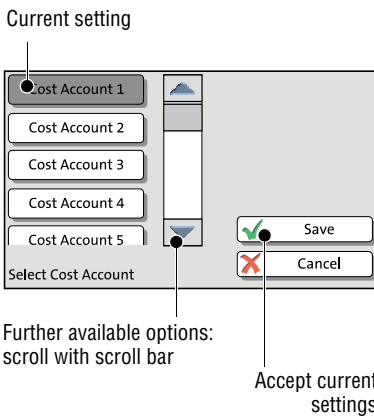 Current setting
Cost Account 1
Cost Account 2
Cost Account 3
Cost Account 4
Cost Account 5
Save
Cancel
Select Cost Account
Further available options:
scroll with scroll bar
Accept current
settings